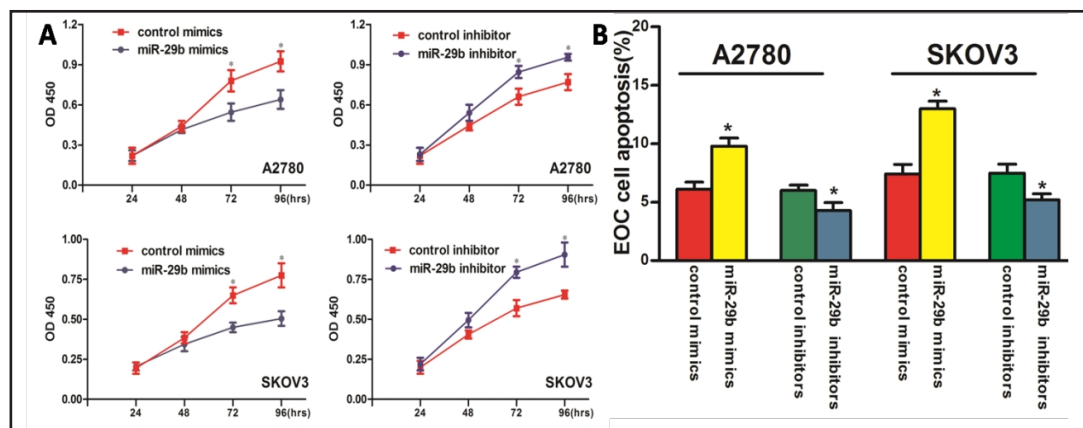 A
control mimics
miR-29b mimics
OD 450
1.2
0.9
0.6
0.3
0.0
*
*
A2780
24 48 72 96(hrs)
control inhibitor
miR-29b inhibitor
OD 450
1.2
0.9
0.6
0.3
0.0
*
*
A2780
24 48 72 96(hrs)
control mimics
miR-29b mimics
OD 450
1.00
0.75
0.50
0.25
0.00
*
*
SKOV3
24 48 72 96(hrs)
control inhibitor
miR-29b inhibitor
OD 450
1.00
0.75
0.50
0.25
0.00
*
*
SKOV3
24 48 72 96(hrs)
B
EOC cell apoptosis(%)
20
15
10
5
0
A2780
SKOV3
*
*
*
*
control mimics
miR-29b mimics
control inhibitors
miR-29b inhibitors
control mimics
miR-29b mimics
control inhibitors
miR-29b inhibitors